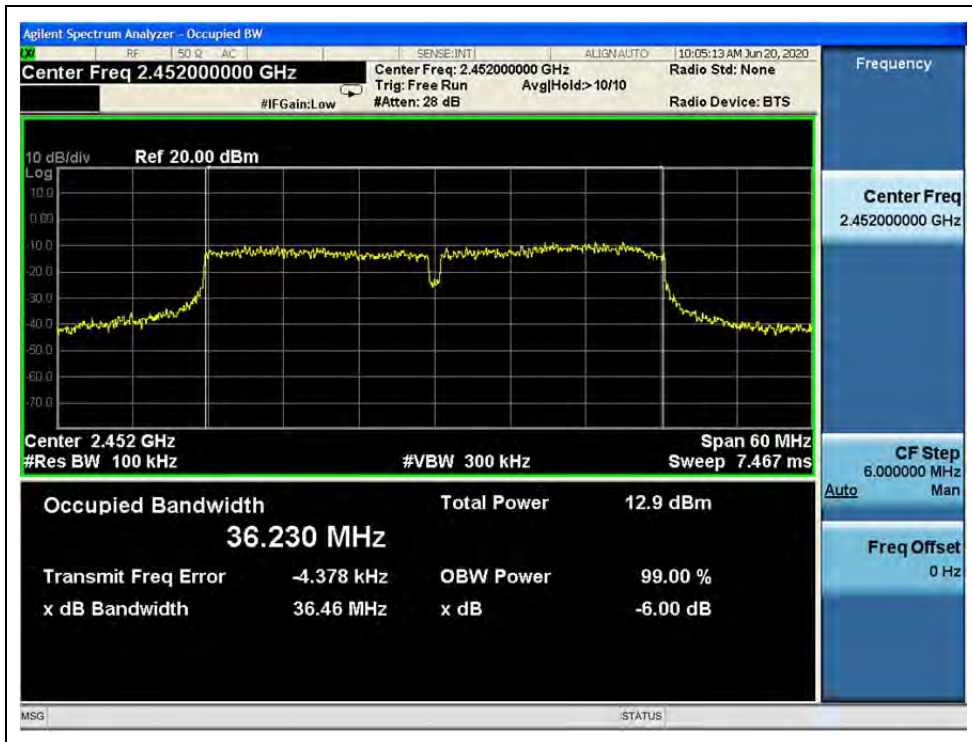 Agilent Spectrum Analyzer - Occupied BW
LXI RF 50 Ω AC SENSE:INT ALIGN AUTO 10:05:13 AM Jun 20, 2020
Center Freq 2.452000000 GHz
Center Freq: 2.452000000 GHz
Radio Std: None
Trig: Free Run Avg|Hold:>10/10
#IFGain:Low #Atten: 28 dB Radio Device: BTS
10 dB/div Ref 20.00 dBm
Log
10.0
0.00
-10.0
-20.0
-30.0
-40.0
-50.0
-60.0
-70.0
Center 2.452 GHz Span 60 MHz
#Res BW 100 kHz #VBW 300 kHz Sweep 7.467 ms
Occupied Bandwidth Total Power 12.9 dBm
36.230 MHz
Transmit Freq Error -4.378 kHz OBW Power 99.00 %
x dB Bandwidth 36.46 MHz x dB -6.00 dB
MSG STATUS
Frequency
Center Freq
2.452000000 GHz
CF Step
6.000000 MHz
Auto Man
Freq Offset
0 Hz